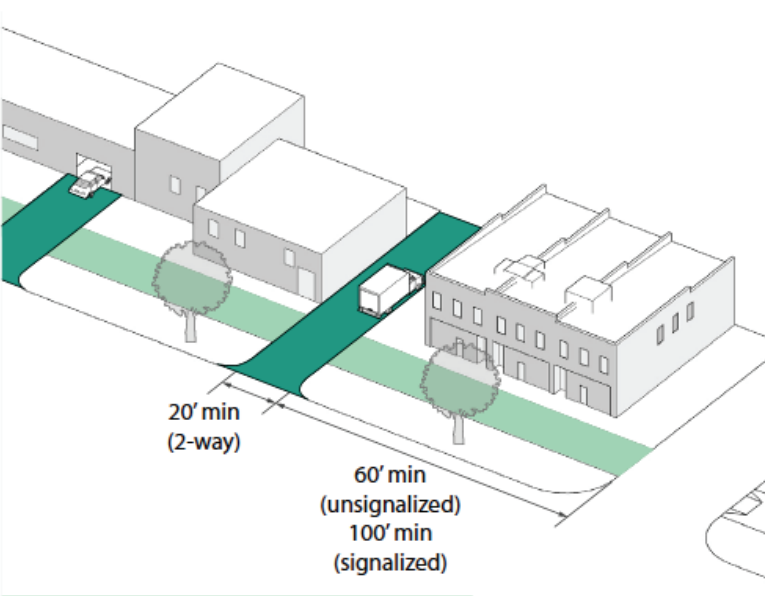 20’ min
(2-way)
60’ min
(unsignalized)
100’ min
(signalized)